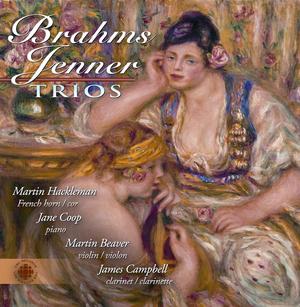 Brahms
Jenner
TRIOS
Martin Hackleman
French horn / cor
Jane Coop
piano
Martin Beaver
violin / violon
James Campbell
clarinet / clarinette